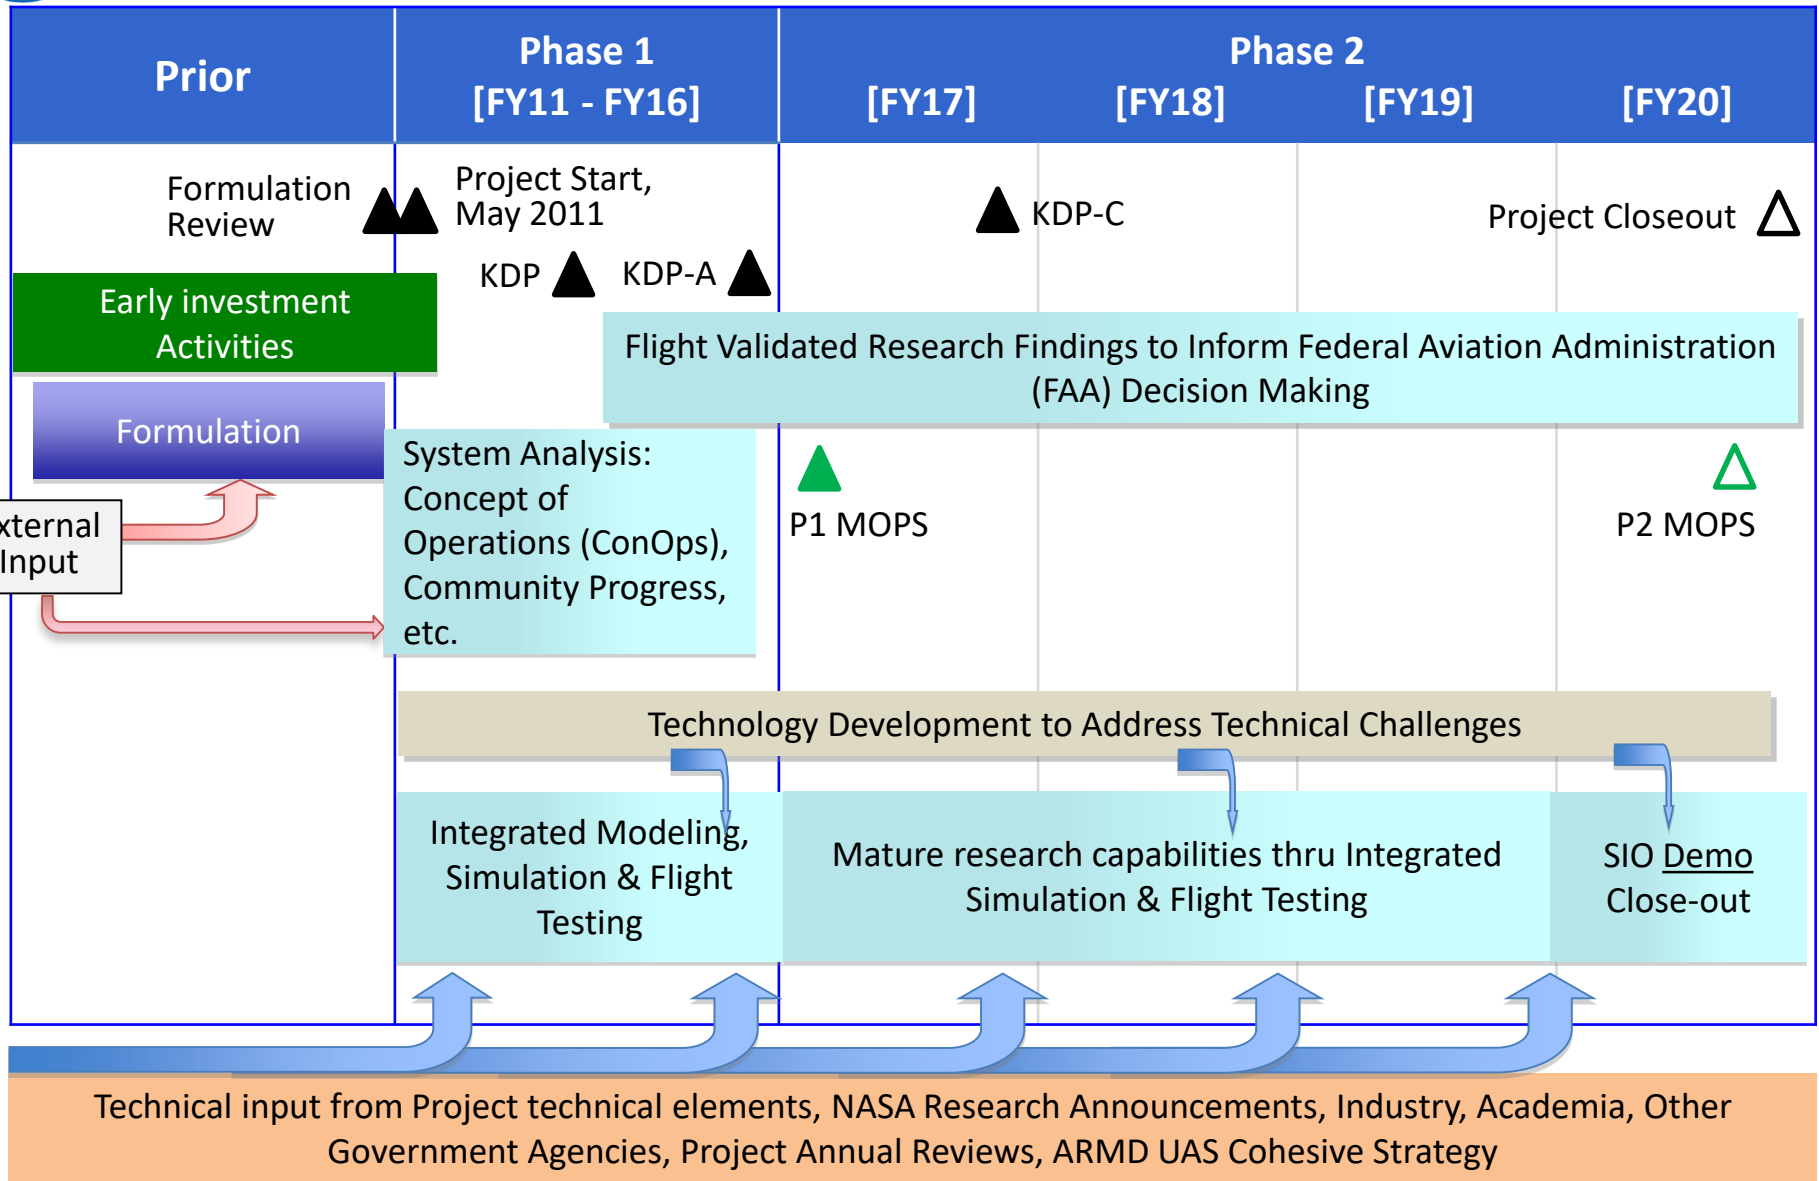 Prior
Phase 1
[FY11 - FY16]
Phase 2
[FY17]
[FY18]
[FY19]
[FY20]
Formulation
Review
Project Start,
May 2011
KDP-C
Project Closeout
KDP
KDP-A
Early investment
Activities
Flight Validated Research Findings to Inform Federal Aviation Administration
(FAA) Decision Making
Formulation
System Analysis:
Concept of
Operations (ConOps),
Community Progress,
etc.
P1 MOPS
P2 MOPS
xternal
Input
Technology Development to Address Technical Challenges
Integrated Modeling,
Simulation & Flight
Testing
Mature research capabilities thru Integrated
Simulation & Flight Testing
SIO Demo
Close-out
Technical input from Project technical elements, NASA Research Announcements, Industry, Academia, Other
Government Agencies, Project Annual Reviews, ARMD UAS Cohesive Strategy